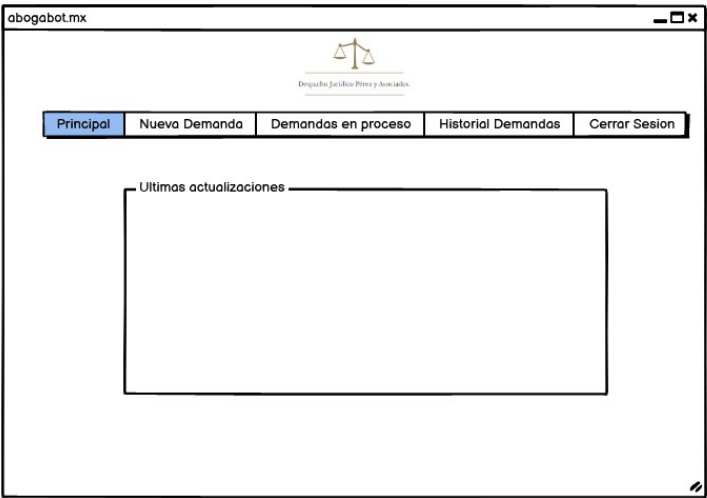 abogabot.mx
Despacho Jurídico Pérez y Asociados.
Principal Nueva Demanda Demandas en proceso Historial Demandas Cerrar Sesion
Ultimas actualizaciones